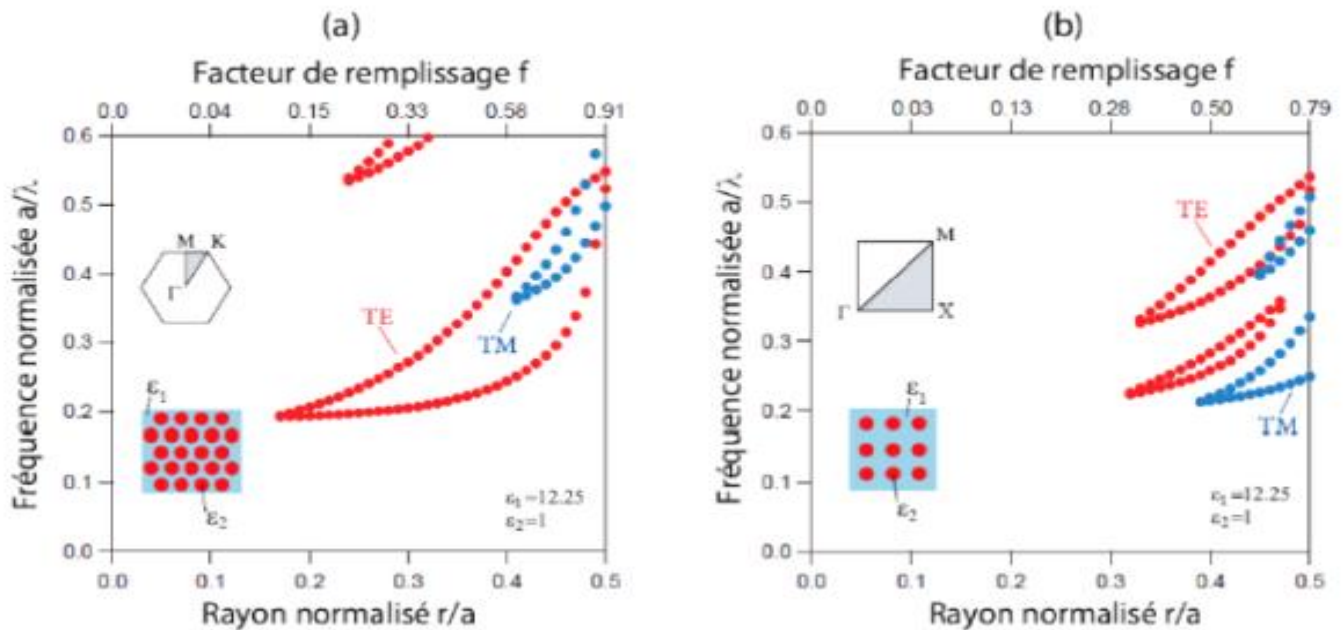 (a)
Facteur de remplissage f
0.0 0.04 0.15 0.33 0.58 0.91
0.6
0.5
0.4
0.3
0.2
0.1
0.0
Fréquence normalisée a/λ
M K
Γ
TE
TM
ε1
ε2
ε1=12.25
ε2=1
0.0 0.1 0.2 0.3 0.4 0.5
Rayon normalisé r/a
(b)
Facteur de remplissage f
0.0 0.03 0.13 0.28 0.50 0.79
0.6
0.5
0.4
0.3
0.2
0.1
0.0
Fréquence normalisée a/λ
M
Γ X
TE
TM
ε1
ε2
ε1=12.25
ε2=1
0.0 0.1 0.2 0.3 0.4 0.5
Rayon normalisé r/a